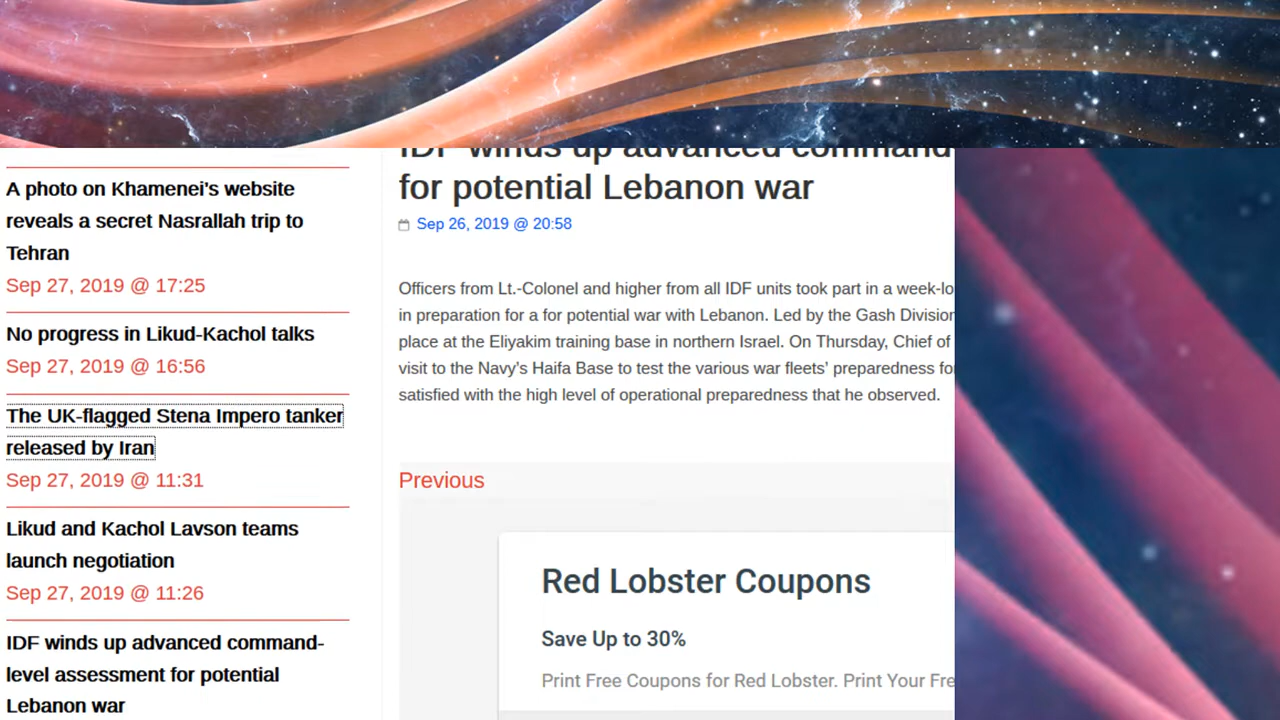 A photo on Khamenei's website
reveals a secret Nasrallah trip to
Tehran
Sep 27, 2019 @ 17:25
No progress in Likud-Kachol talks
Sep 27, 2019 @ 16:56
The UK-flagged Stena Impero tanker
released by Iran
Sep 27, 2019 @ 11:31
Likud and Kachol Lavson teams
launch negotiation
Sep 27, 2019 @ 11:26
IDF winds up advanced command-
level assessment for potential
Lebanon war
IDF winds up advanced command
for potential Lebanon war
Sep 26, 2019 @ 20:58
Officers from Lt.-Colonel and higher from all IDF units took part in a week-lo
in preparation for a for potential war with Lebanon. Led by the Gash Division
place at the Eliyakim training base in northern Israel. On Thursday, Chief of
visit to the Navy's Haifa Base to test the various war fleets' preparedness for
satisfied with the high level of operational preparedness that he observed.
Previous
Red Lobster Coupons
Save Up to 30%
Print Free Coupons for Red Lobster. Print Your Fre